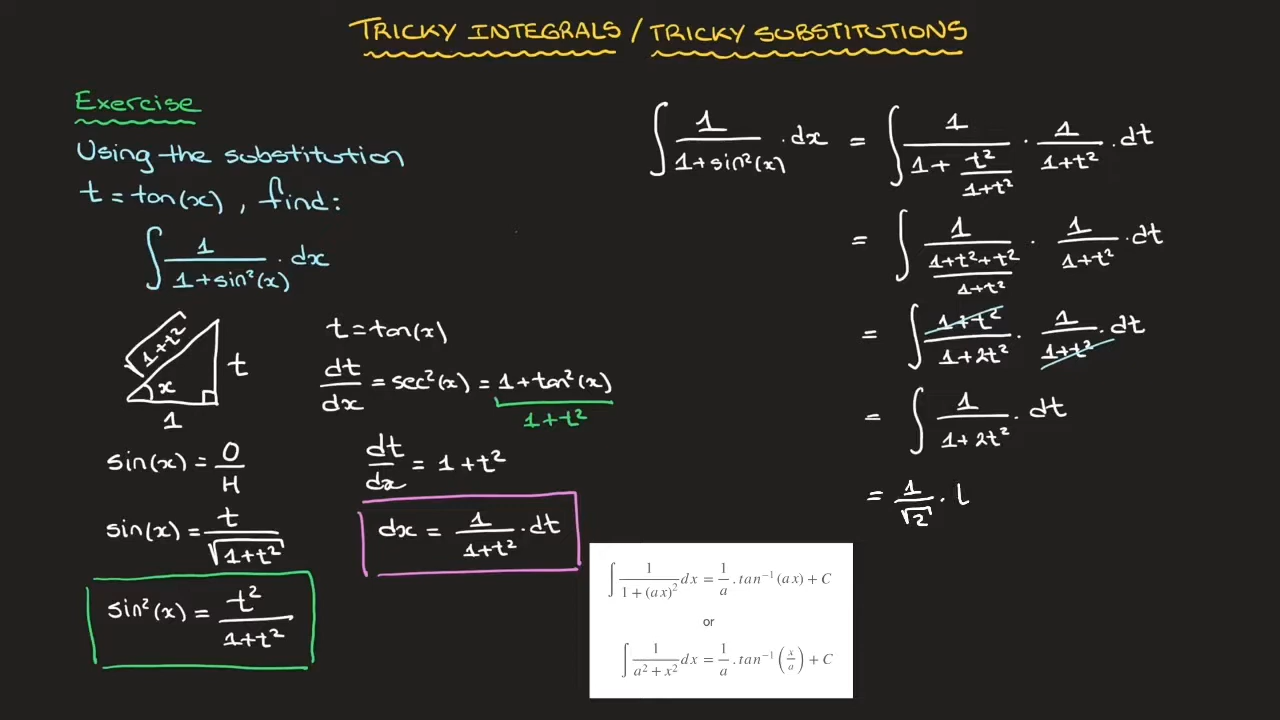 TRICKY INTEGRALS / TRICKY SUBSTITUTIONS
Exercise
Using the substitution
t = tan(x), find:
∫ 1/(1+sin²(x)) · dx
√1+t²
x
t
1
sin(x) = O/H
sin(x) = t/√(1+t²)
sin²(x) = t²/(1+t²)
t = tan(x)
dt/dx = sec²(x) = 1+tan²(x)
1+t²
dt/dx = 1+t²
dx = 1/(1+t²) · dt
∫ 1/(1+sin²(x)) · dx = ∫ 1/(1 + t²/(1+t²)) · 1/(1+t²) · dt
= ∫ 1/((1+t²+t²)/(1+t²)) · 1/(1+t²) · dt
= ∫ (1+t²)/(1+2t²) · 1/(1+t²) · dt
= ∫ 1/(1+2t²) · dt
= 1/√2 ·
∫ 1/(1+(ax)²) dx = 1/a . tan⁻¹(ax) + C
or
∫ 1/(a²+x²) dx = 1/a . tan⁻¹(x/a) + C